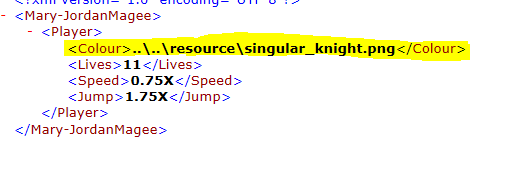 <?xml version="1.0" encoding="UTF-8"?>
- <Mary-JordanMagee>
- <Player>
<Colour>..\..\resource\singular_knight.png</Colour>
<Lives>11</Lives>
<Speed>0.75X</Speed>
<Jump>1.75X</Jump>
</Player>
</Mary-JordanMagee>